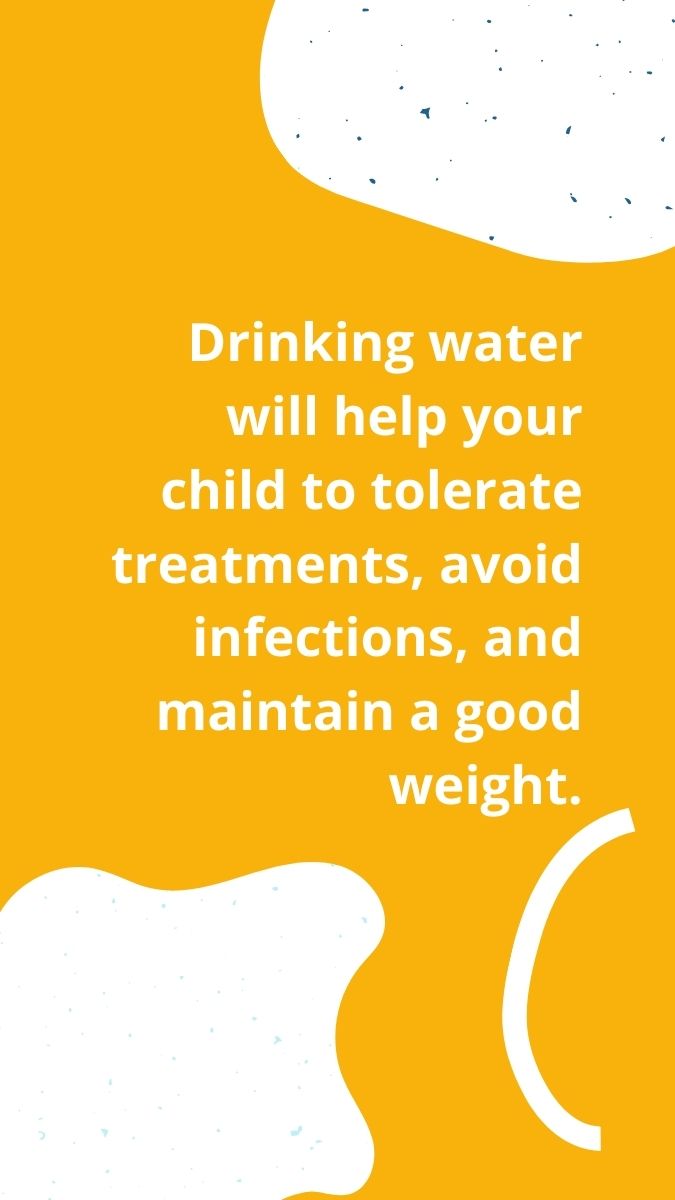 Drinking water
will help your
child to tolerate
treatments, avoid
infections, and
maintain a good
weight.